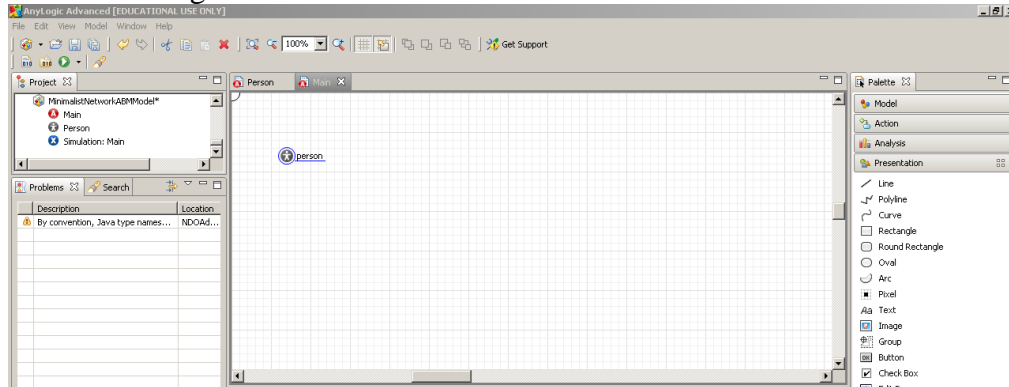 AnyLogic Advanced [EDUCATIONAL USE ONLY]
File Edit View Model Window Help
100% Get Support
Project
MinimalistNetworkABMModel*
Main
Person
Simulation: Main
Problems Search
Description Location
By convention, Java type names... NDOAd...
Person Main
person
Palette
Model
Action
Analysis
Presentation
Line
Polyline
Curve
Rectangle
Round Rectangle
Oval
Arc
Pixel
Aa Text
Image
Group
Button
Check Box